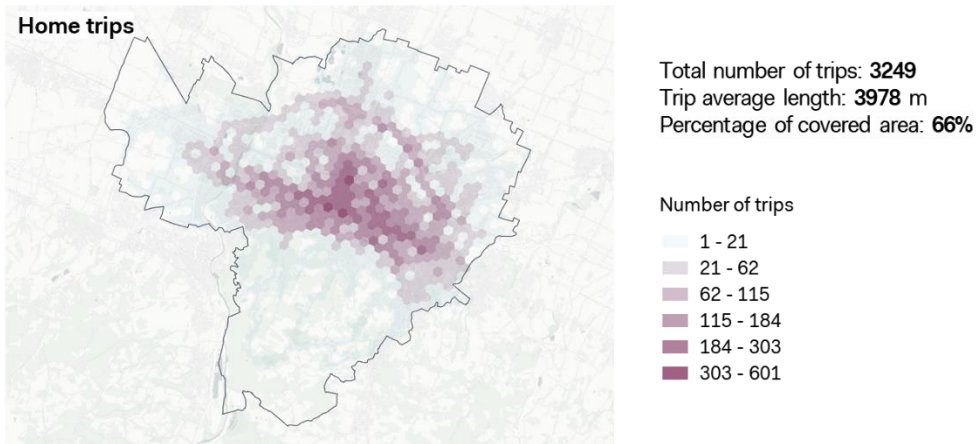 Home trips
Total number of trips: 3249
Trip average length: 3978 m
Percentage of covered area: 66%
Number of trips
1 - 21
21 - 62
62 - 115
115 - 184
184 - 303
303 - 601